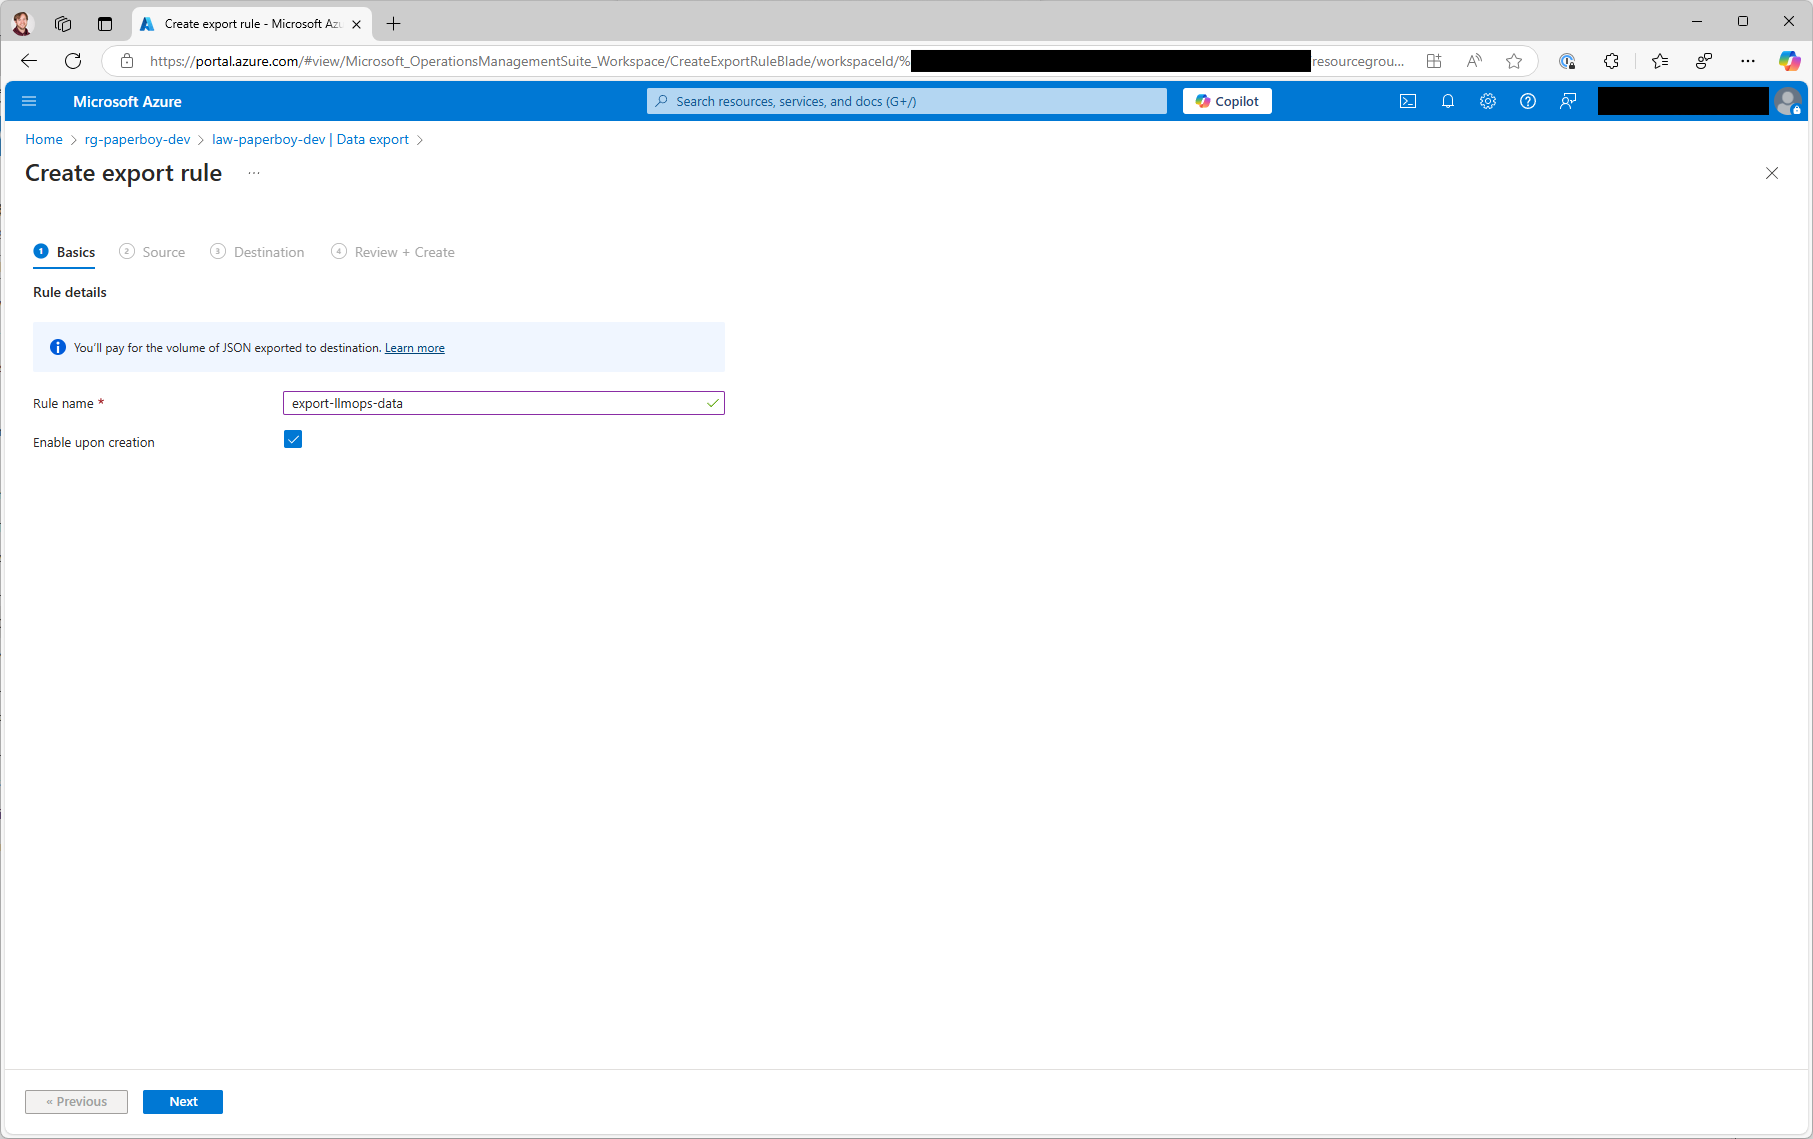 Create export rule - Microsoft Az
https://portal.azure.com/#view/Microsoft_OperationsManagementSuite_Workspace/CreateExportRuleBlade/workspaceId/% resourcegrou...
Microsoft Azure
Search resources, services, and docs (G+/)
Copilot
Home > rg-paperboy-dev > law-paperboy-dev | Data export >
Create export rule ...
1 Basics 2 Source 3 Destination 4 Review + Create
Rule details
You'll pay for the volume of JSON exported to destination. Learn more
Rule name * export-llmops-data
Enable upon creation
« Previous Next